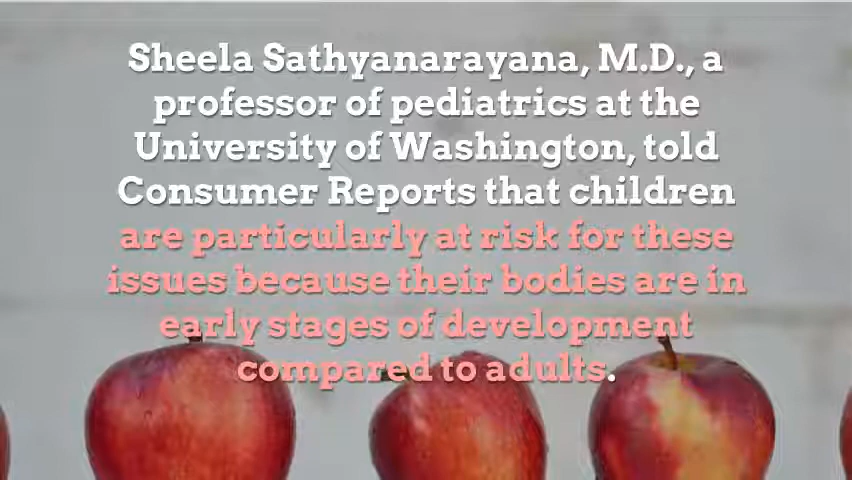 Sheela Sathyanarayana, M.D., a
professor of pediatrics at the
University of Washington, told
Consumer Reports that children
are particularly at risk for these
issues because their bodies are in
early stages of development
compared to adults.